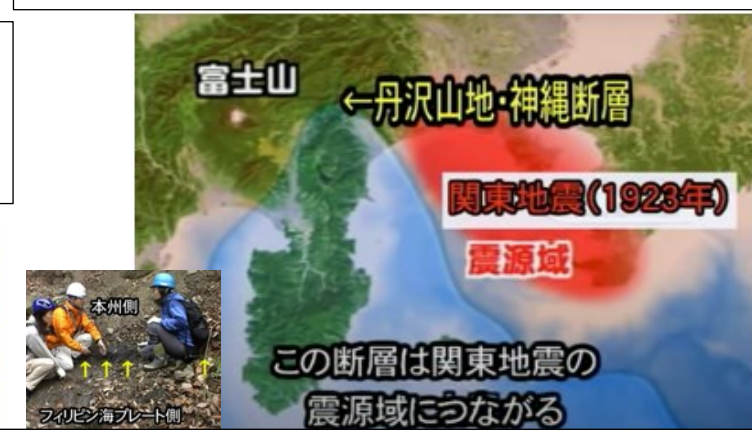 富士山
←丹沢山地・神縄断層
関東地震(1923年)
震源域
この断層は関東地震の
震源域につながる
本州側
フィリピン海プレート側